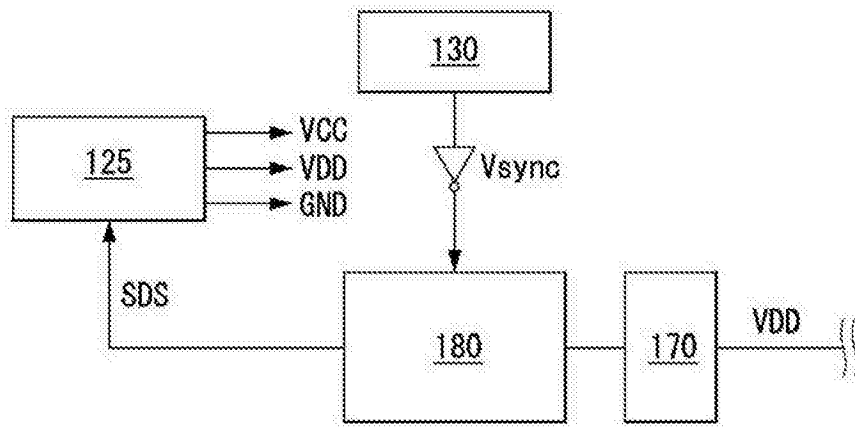 130
125
VCC
VDD
GND
Vsync
SDS
180
170
VDD